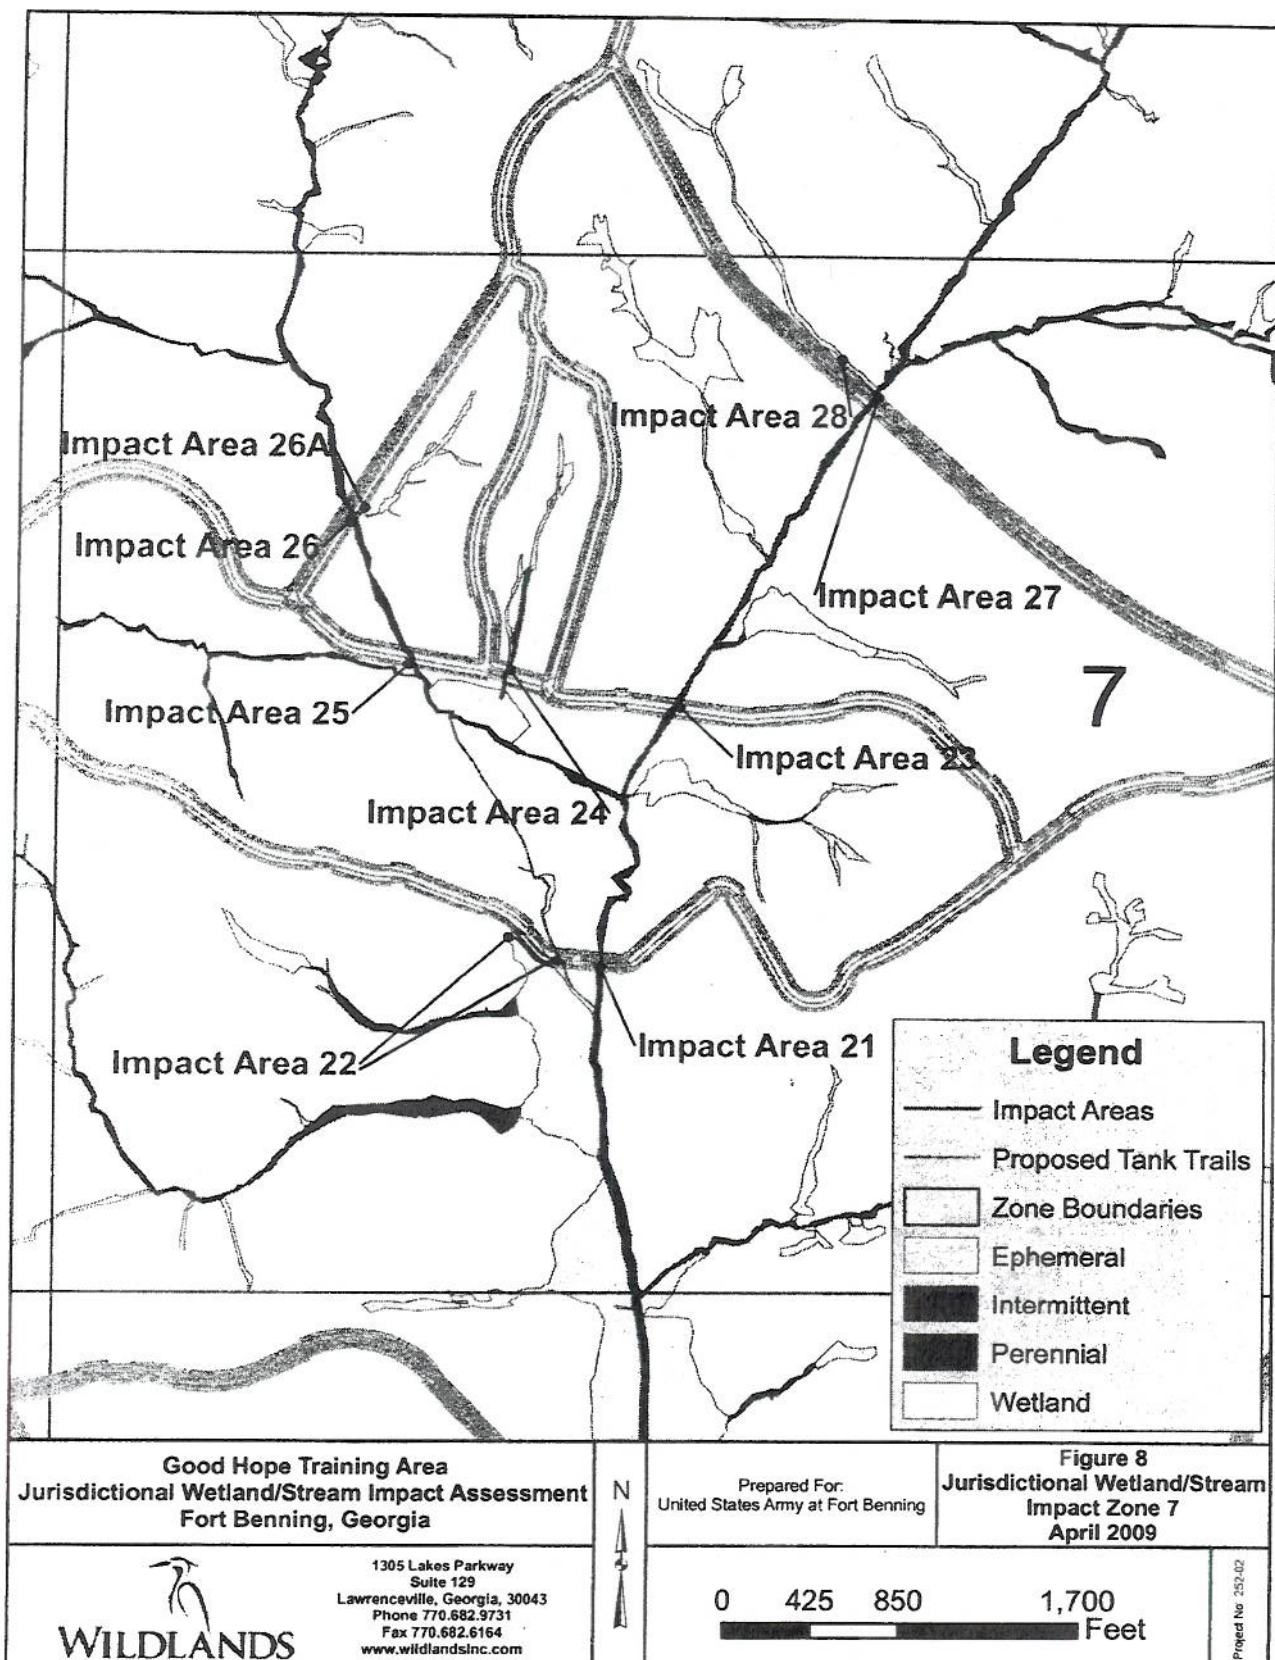 Impact Area 28
Impact Area 26A
Impact Area 26
Impact Area 27
7
Impact Area 25
Impact Area 23
Impact Area 24
Impact Area 22
Impact Area 21
Legend
Impact Areas
Proposed Tank Trails
Zone Boundaries
Ephemeral
Intermittent
Perennial
Wetland
Good Hope Training Area
Jurisdictional Wetland/Stream Impact Assessment
Fort Benning, Georgia
N
Prepared For:
United States Army at Fort Benning
Figure 8
Jurisdictional Wetland/Stream
Impact Zone 7
April 2009
WILDLANDS
1305 Lakes Parkway
Suite 129
Lawrenceville, Georgia, 30043
Phone 770.682.9731
Fax 770.682.6164
www.wildlandsinc.com
0 425 850 1,700
Feet
Project No 252-02